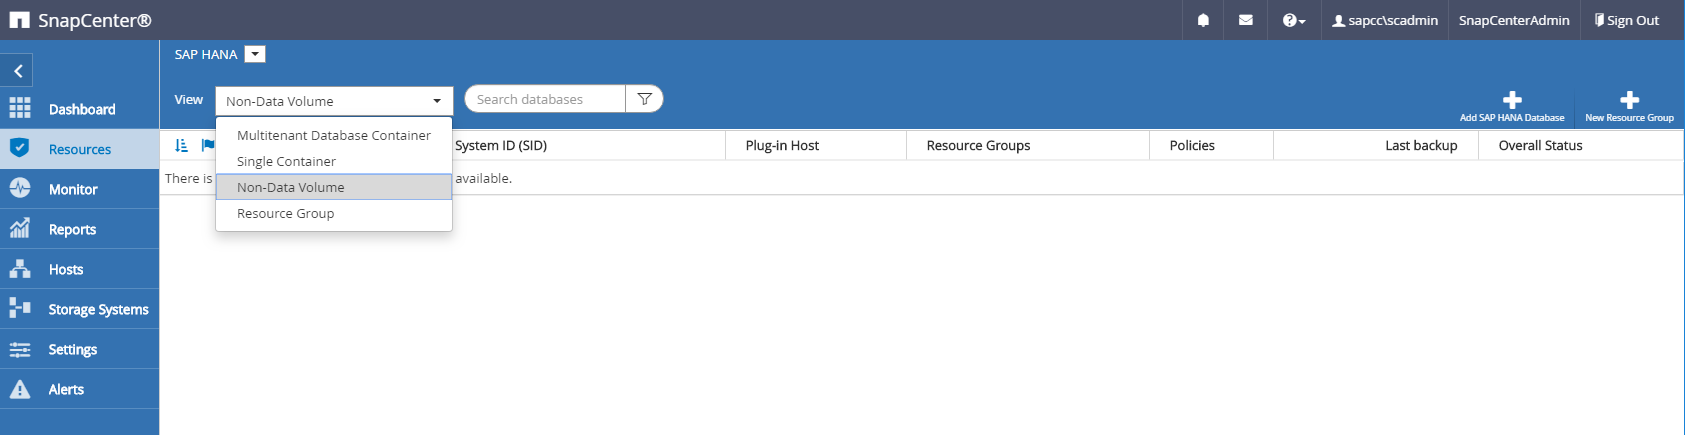 SnapCenter®
sapcc\scadmin
SnapCenterAdmin
Sign Out
SAP HANA
Dashboard
Resources
Monitor
Reports
Hosts
Storage Systems
Settings
Alerts
View
Non-Data Volume
Search databases
Add SAP HANA Database
New Resource Group
Multitenant Database Container
Single Container
Non-Data Volume
Resource Group
System ID (SID)
Plug-in Host
Resource Groups
Policies
Last backup
Overall Status
There is
available.